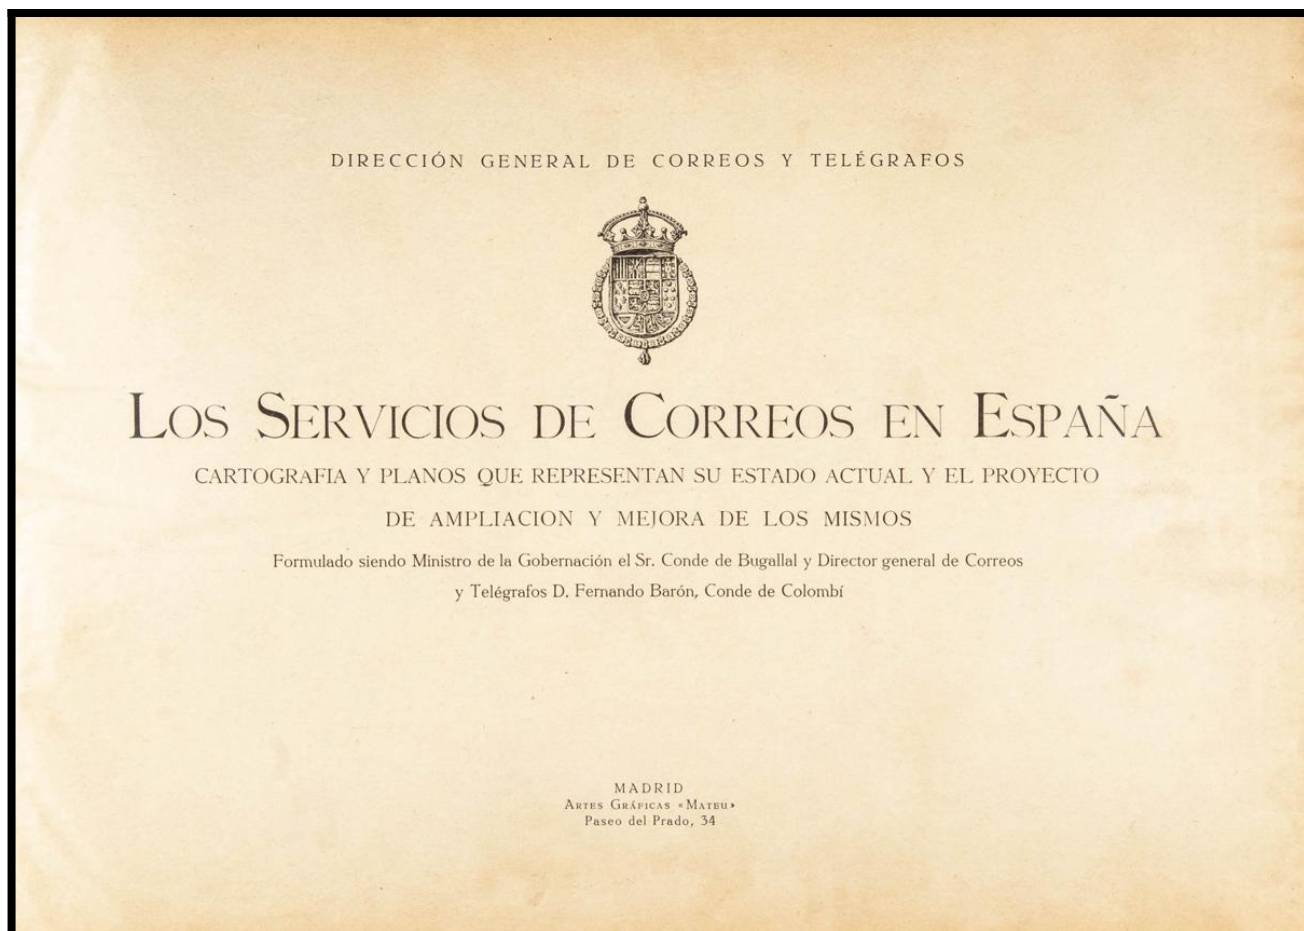 DIRECCIÓN GENERAL DE CORREOS Y TELÉGRAFOS
LOS SERVICIOS DE CORREOS EN ESPAÑA
CARTOGRAFIA Y PLANOS QUE REPRESENTAN SU ESTADO ACTUAL Y EL PROYECTO
DE AMPLIACION Y MEJORA DE LOS MISMOS
Formulado siendo Ministro de la Gobernación el Sr. Conde de Bugallal y Director general de Correos
y Telégrafos D. Fernando Barón, Conde de Colombí
MADRID
ARTES GRÁFICAS «MATEU»
Paseo del Prado, 34